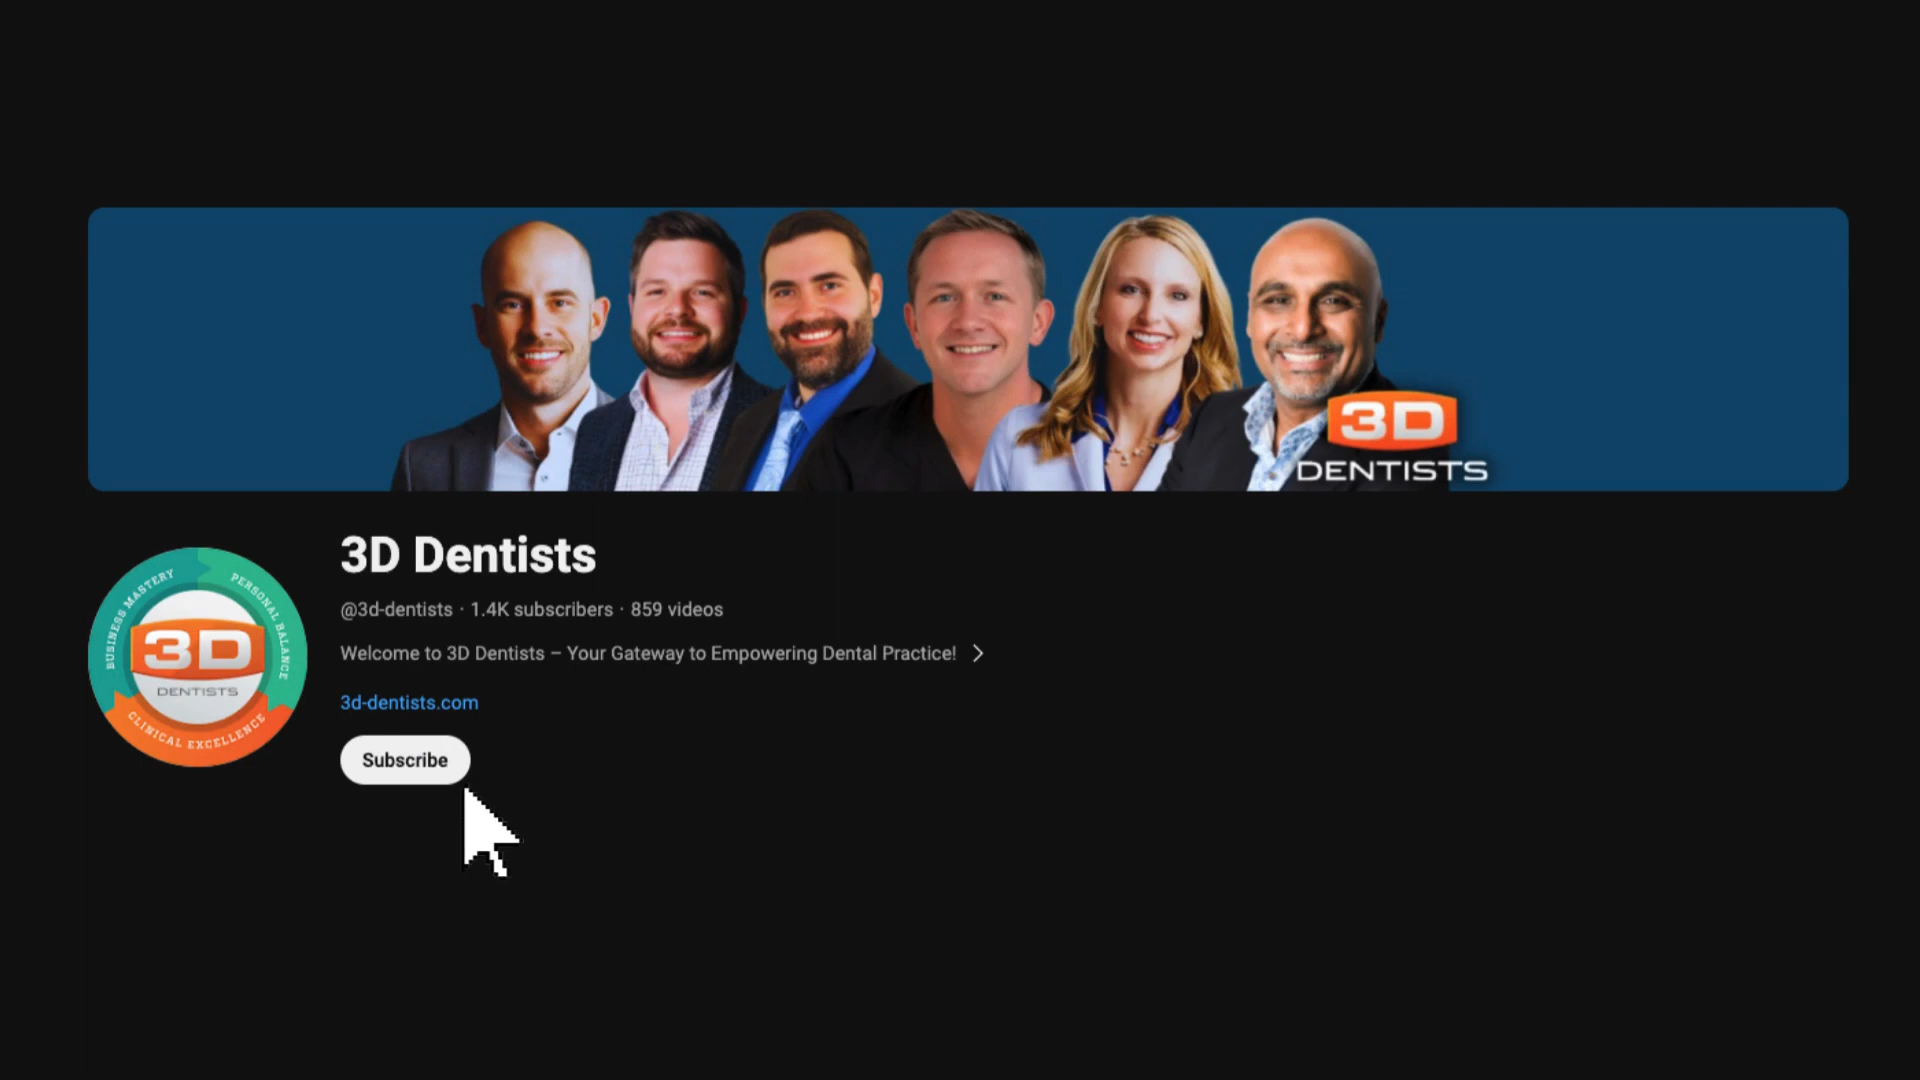 3D
DENTISTS
3D Dentists
@3d-dentists · 1.4K subscribers · 859 videos
Welcome to 3D Dentists – Your Gateway to Empowering Dental Practice!
3d-dentists.com
Subscribe
BUSINESS MASTERY
PERSONAL BALANCE
3D
DENTISTS
CLINICAL EXCELLENCE